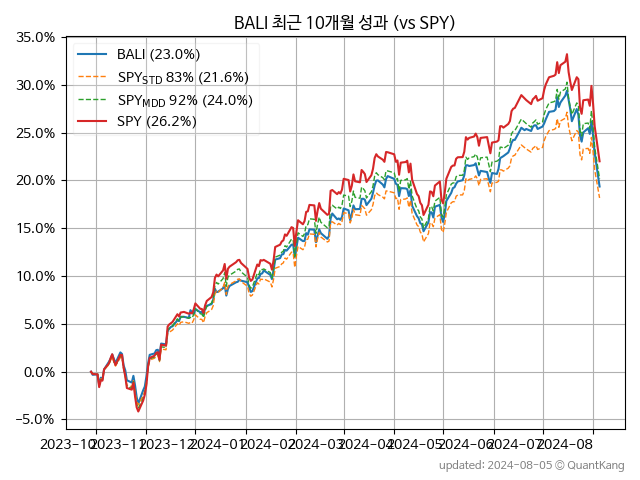 BALI 최근 10개월 성과 (vs SPY)
35.0%
30.0%
25.0%
20.0%
15.0%
10.0%
5.0%
0.0%
−5.0%
BALI (23.0%)
SPY_STD 83% (21.6%)
SPY_MDD 92% (24.0%)
SPY (26.2%)
2023−10 2023−11 2023−12 2024−01 2024−02 2024−03 2024−04 2024−05 2024−06 2024−07 2024−08
updated: 2024-08-05 © QuantKang